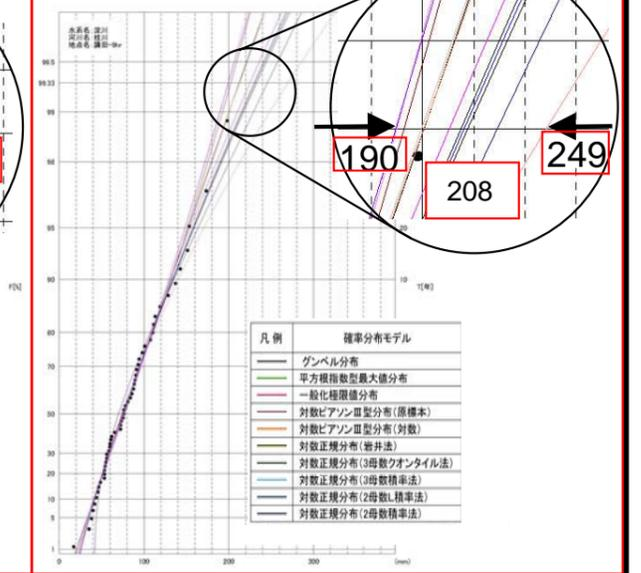 水系名:淀川
河川名:桂川
地点名:請田-9hr
99.5
99.33
99
98
95
90
80
70
50
30
20
10
5
1
F[%]
20
10
T[年]
0
100
200
300
(mm)
190
208
249
凡例
確率分布モデル
グンベル分布
平方根指数型最大値分布
一般化極限値分布
対数ピアソンⅢ型分布(原標本)
対数ピアソンⅢ型分布(対数)
対数正規分布(岩井法)
対数正規分布(3母数クオンタイル法)
対数正規分布(3母数積率法)
対数正規分布(2母数L積率法)
対数正規分布(2母数積率法)